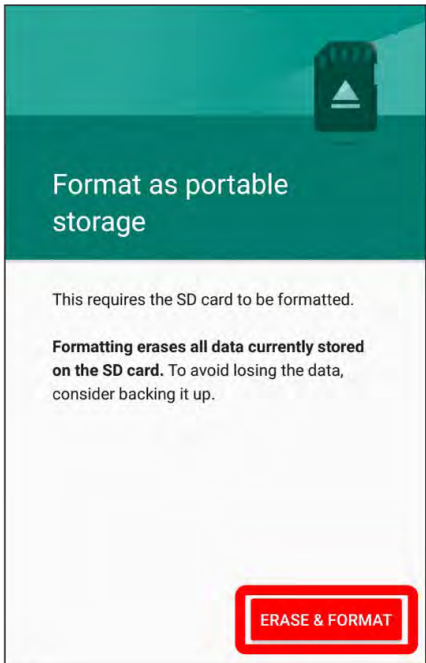 Format as portable
storage
This requires the SD card to be formatted.
Formatting erases all data currently stored
on the SD card. To avoid losing the data,
consider backing it up.
ERASE & FORMAT